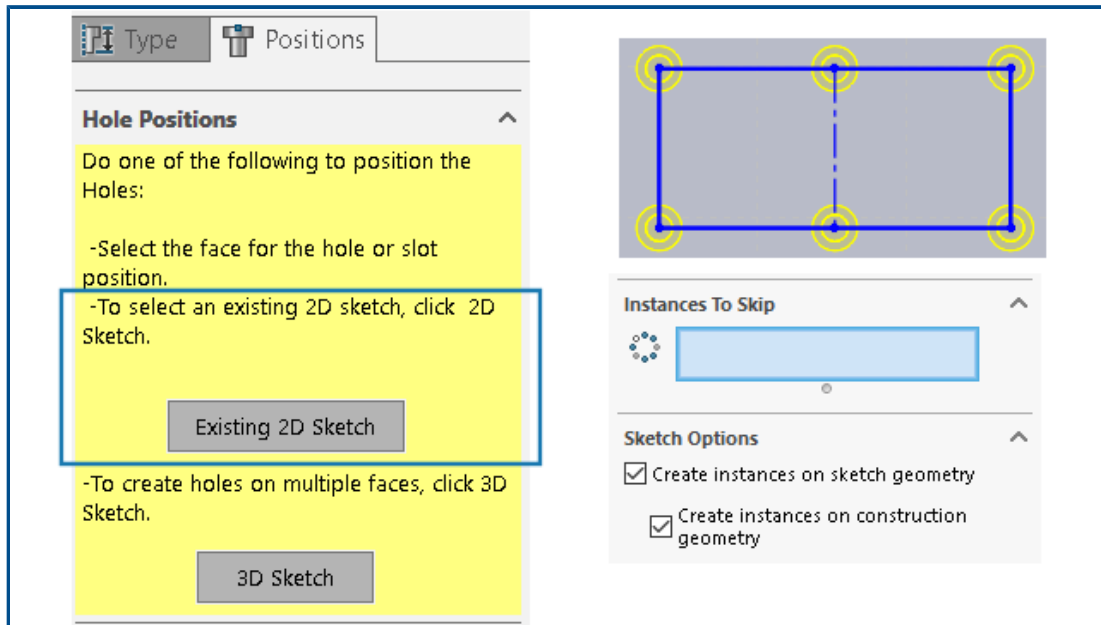 Type
Positions
Hole Positions
Do one of the following to position the
Holes:
-Select the face for the hole or slot
position.
-To select an existing 2D sketch, click 2D
Sketch.
Existing 2D Sketch
-To create holes on multiple faces, click 3D
Sketch.
3D Sketch
Instances To Skip
Sketch Options
Create instances on sketch geometry
Create instances on construction
geometry